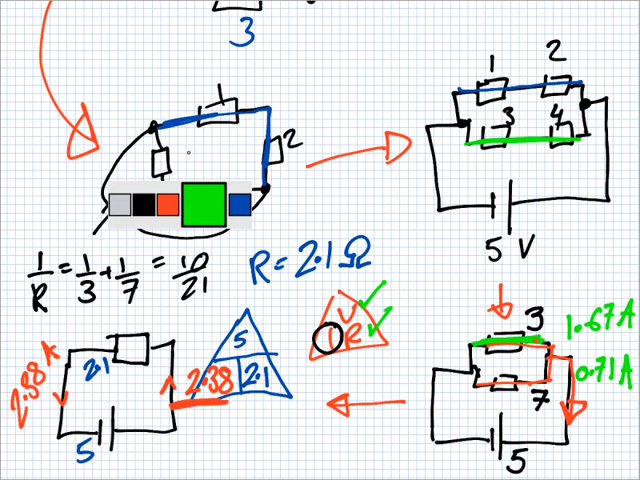 3
1
2
1
2
3
4
5 V
1/R = 1/3 + 1/7 = 10/21
R = 2.1 Ω
V
I R
5
2.38 2.1
2.38 A
2.1
5
3
1.67 A
0.71 A
7
5